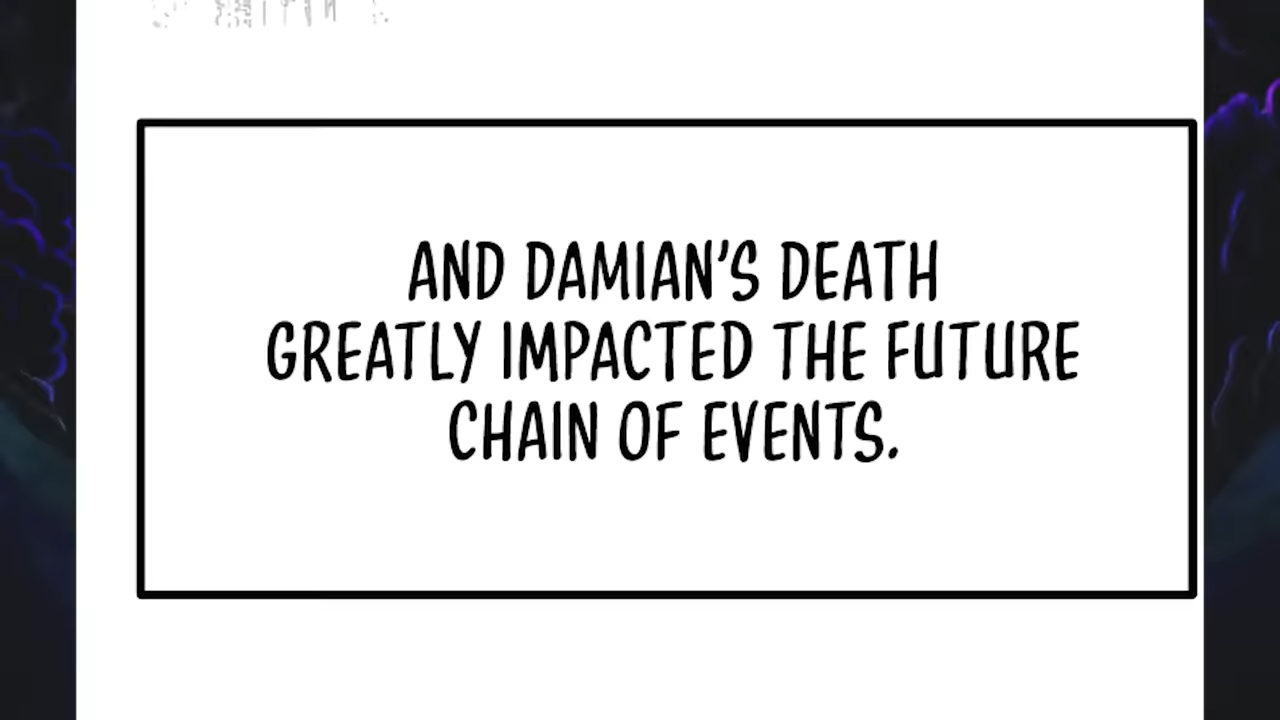 AND DAMIAN'S DEATH
GREATLY IMPACTED THE FUTURE
CHAIN OF EVENTS.